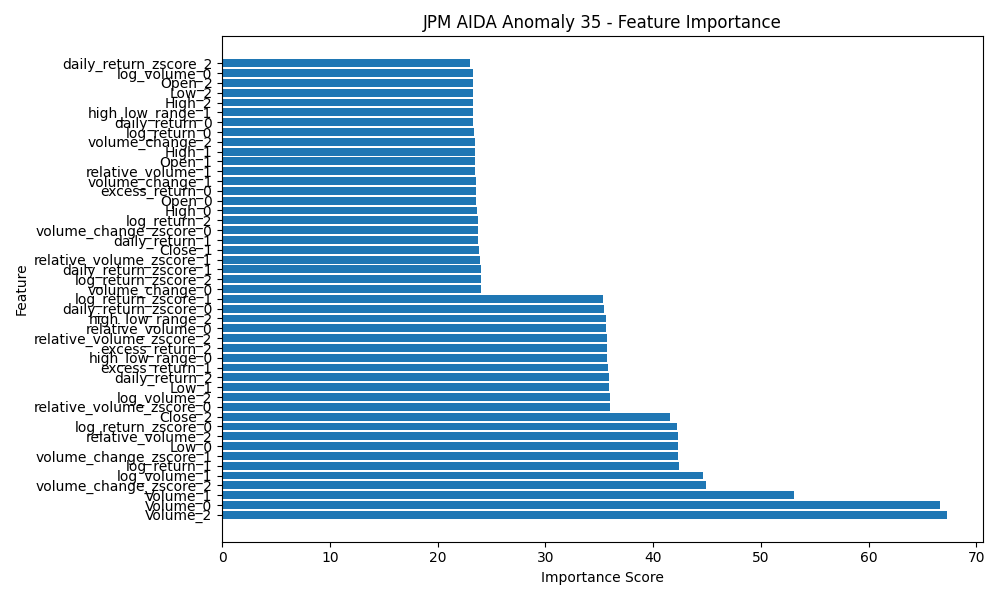 JPM AIDA Anomaly 35 - Feature Importance
Feature
daily_return_zscore_2
log_volume_0
Open_2
Low_2
High_2
high_low_range_1
daily_return_0
log_return_0
volume_change_2
High_1
Open_1
relative_volume_1
volume_change_1
excess_return_0
Open_0
High_0
log_return_2
volume_change_zscore_0
daily_return_1
Close_1
relative_volume_zscore_1
daily_return_zscore_1
log_return_zscore_2
volume_change_0
log_return_zscore_1
daily_return_zscore_0
high_low_range_2
relative_volume_0
relative_volume_zscore_2
excess_return_2
high_low_range_0
excess_return_1
daily_return_2
Low_1
log_volume_2
relative_volume_zscore_0
Close_2
log_return_zscore_0
relative_volume_2
Low_0
volume_change_zscore_1
log_return_1
log_volume_1
volume_change_zscore_2
Volume_1
Volume_0
Volume_2
0 10 20 30 40 50 60 70
Importance Score